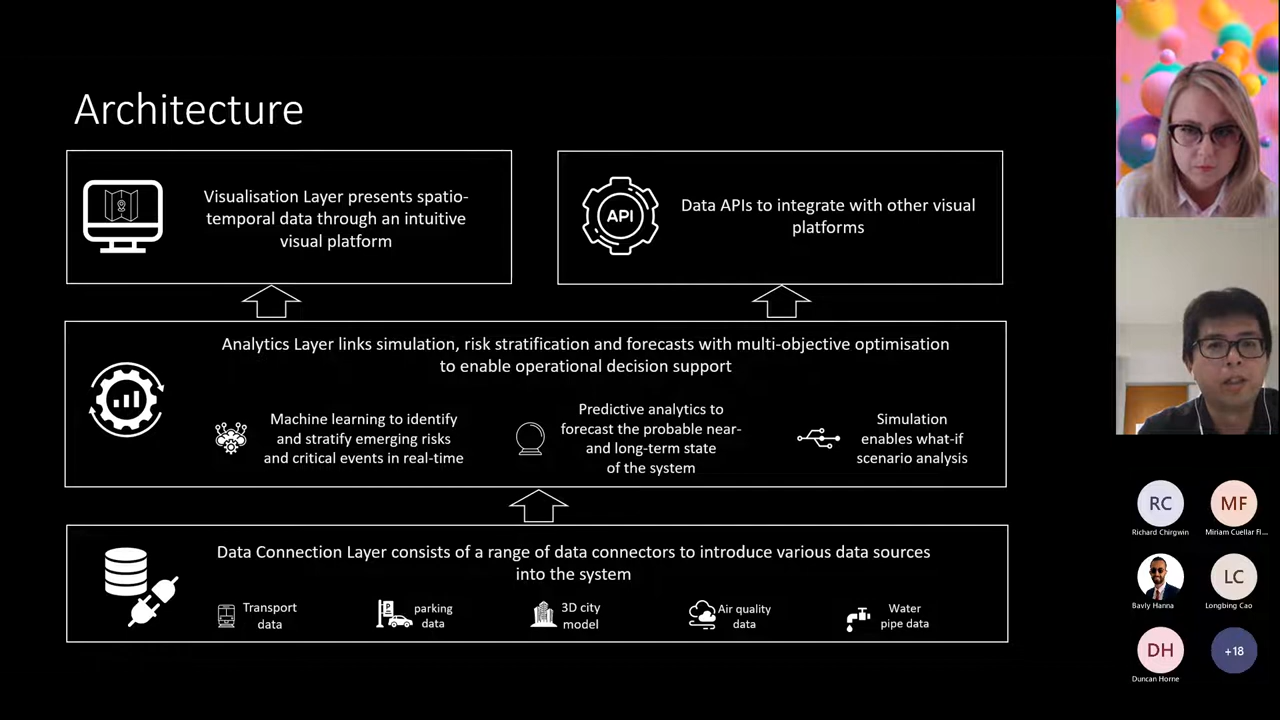 Architecture
Visualisation Layer presents spatio-
temporal data through an intuitive
visual platform
API
Data APIs to integrate with other visual
platforms
Analytics Layer links simulation, risk stratification and forecasts with multi-objective optimisation
to enable operational decision support
Machine learning to identify
and stratify emerging risks
and critical events in real-time
Predictive analytics to
forecast the probable near-
and long-term state
of the system
Simulation
enables what-if
scenario analysis
Data Connection Layer consists of a range of data connectors to introduce various data sources
into the system
Transport
data
P
parking
data
3D city
model
Air quality
data
Water
pipe data
RC
Richard Chirgwin
MF
Miriam Cuellar Fl...
Bavly Hanna
LC
Longbing Cao
DH
Duncan Horne
+18